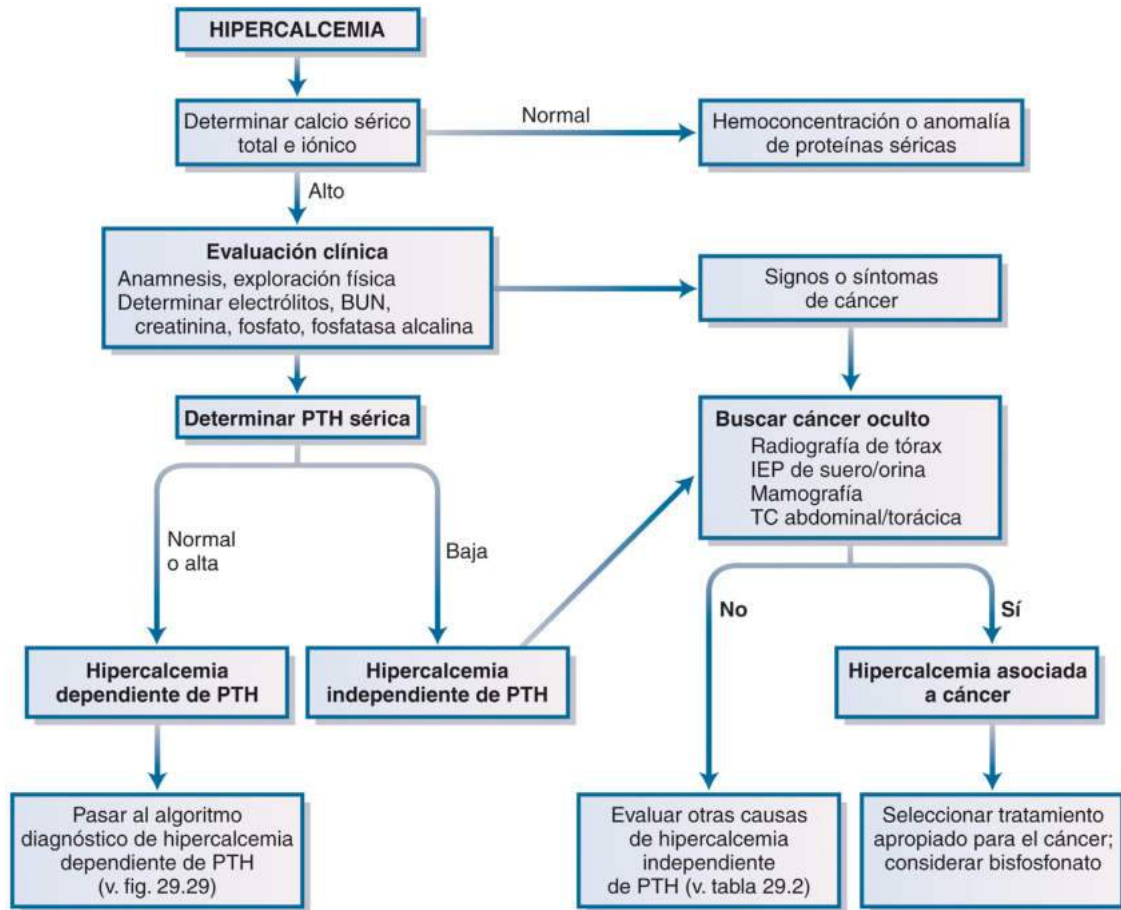 HIPERCALCEMIA
Determinar calcio sérico
total e iónico
Normal
Hemoconcentración o anomalía
de proteínas séricas
Alto
Evaluación clínica
Anamnesis, exploración física
Determinar electrólitos, BUN,
creatinina, fosfato, fosfatasa alcalina
Signos o síntomas
de cáncer
Determinar PTH sérica
Buscar cáncer oculto
Radiografía de tórax
IEP de suero/orina
Mamografía
TC abdominal/torácica
Normal
o alta
Baja
No
Sí
Hipercalcemia
dependiente de PTH
Hipercalcemia
independiente de PTH
Hipercalcemia asociada
a cáncer
Pasar al algoritmo
diagnóstico de hipercalcemia
dependiente de PTH
(v. fig. 29.29)
Evaluar otras causas
de hipercalcemia
independiente
de PTH (v. tabla 29.2)
Seleccionar tratamiento
apropiado para el cáncer;
considerar bisfosfonato